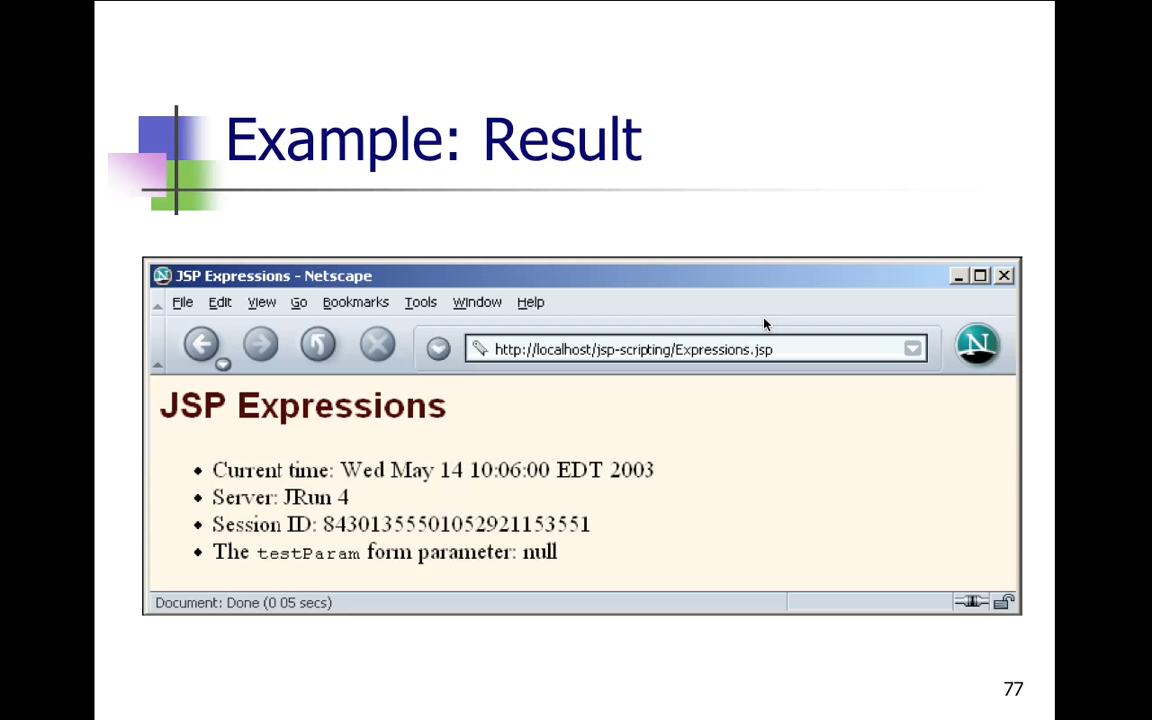 Example: Result
JSP Expressions - Netscape
File Edit View Go Bookmarks Tools Window Help
http://localhost/jsp-scripting/Expressions.jsp
N
JSP Expressions
• Current time: Wed May 14 10:06:00 EDT 2003
• Server: JRun 4
• Session ID: 84301355501052921153551
• The testParam form parameter: null
Document: Done (0 05 secs)
77